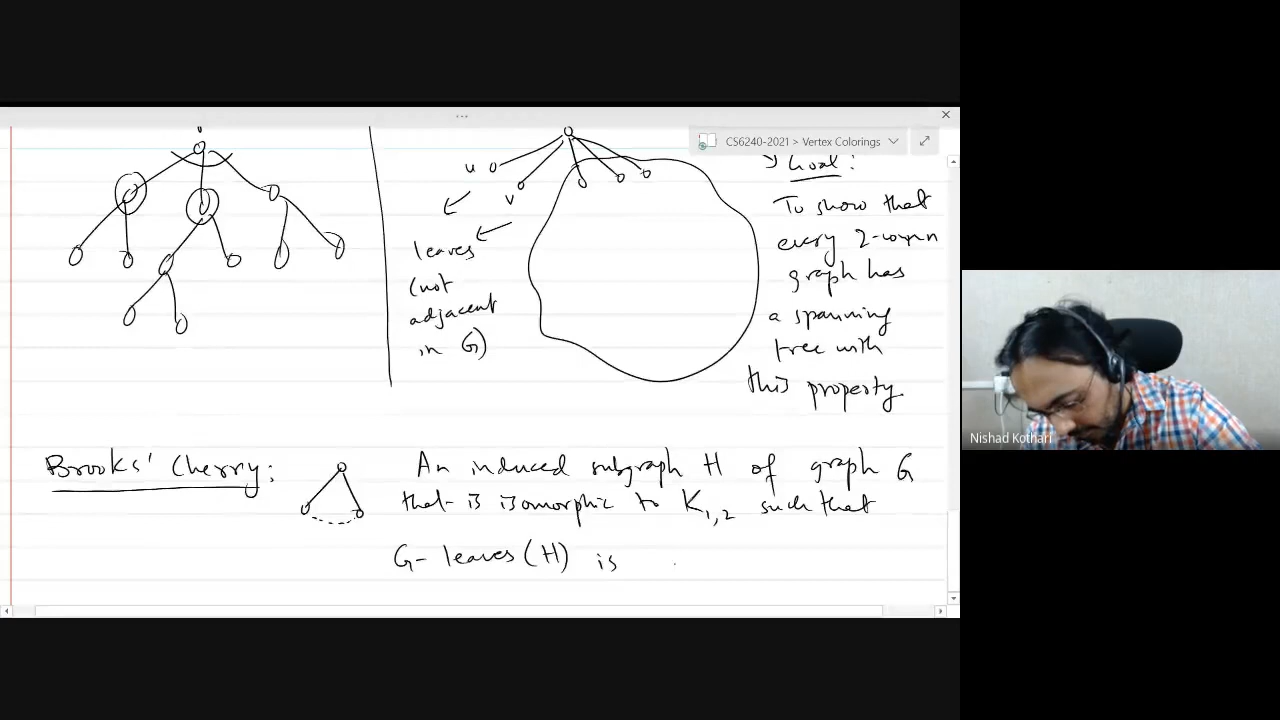 CS6240-2021 > Vertex Colorings
Goal:
To show that
every 2-conn
graph has
a spanning
tree with
this property
u
v
leaves
(not
adjacent
in G)
Brooks' Cherry:
An induced subgraph H of graph G
that is isomorphic to K1,2 such that
G- leaves (H) is
Nishad Kothari